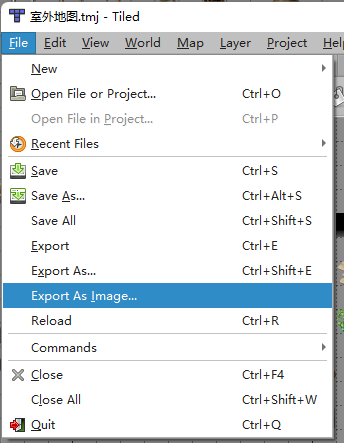 室外地图.tmj - Tiled
File Edit View World Map Layer Project Help
New
Open File or Project... Ctrl+O
Open File in Project... Ctrl+P
Recent Files
Save Ctrl+S
Save As... Ctrl+Alt+S
Save All Ctrl+Shift+S
Export Ctrl+E
Export As... Ctrl+Shift+E
Export As Image...
Reload Ctrl+R
Commands
Close Ctrl+F4
Close All Ctrl+Shift+W
Quit Ctrl+Q